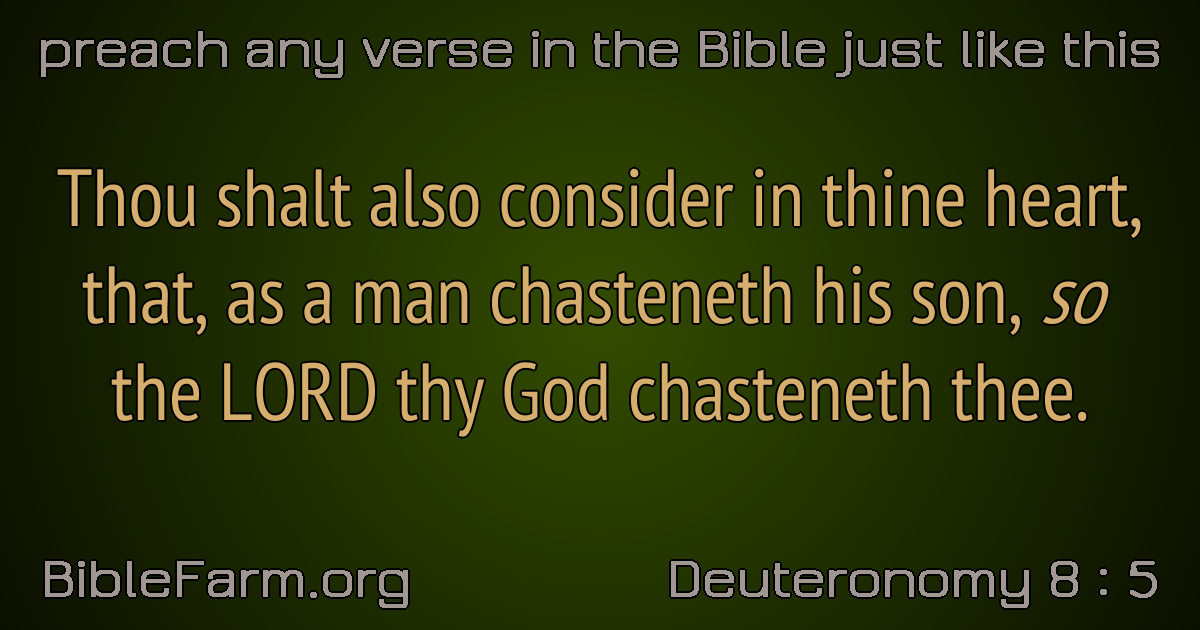 preach any verse in the Bible just like this
Thou shalt also consider in thine heart,
that, as a man chasteneth his son, so
the LORD thy God chasteneth thee.
BibleFarm.org
Deuteronomy 8 : 5